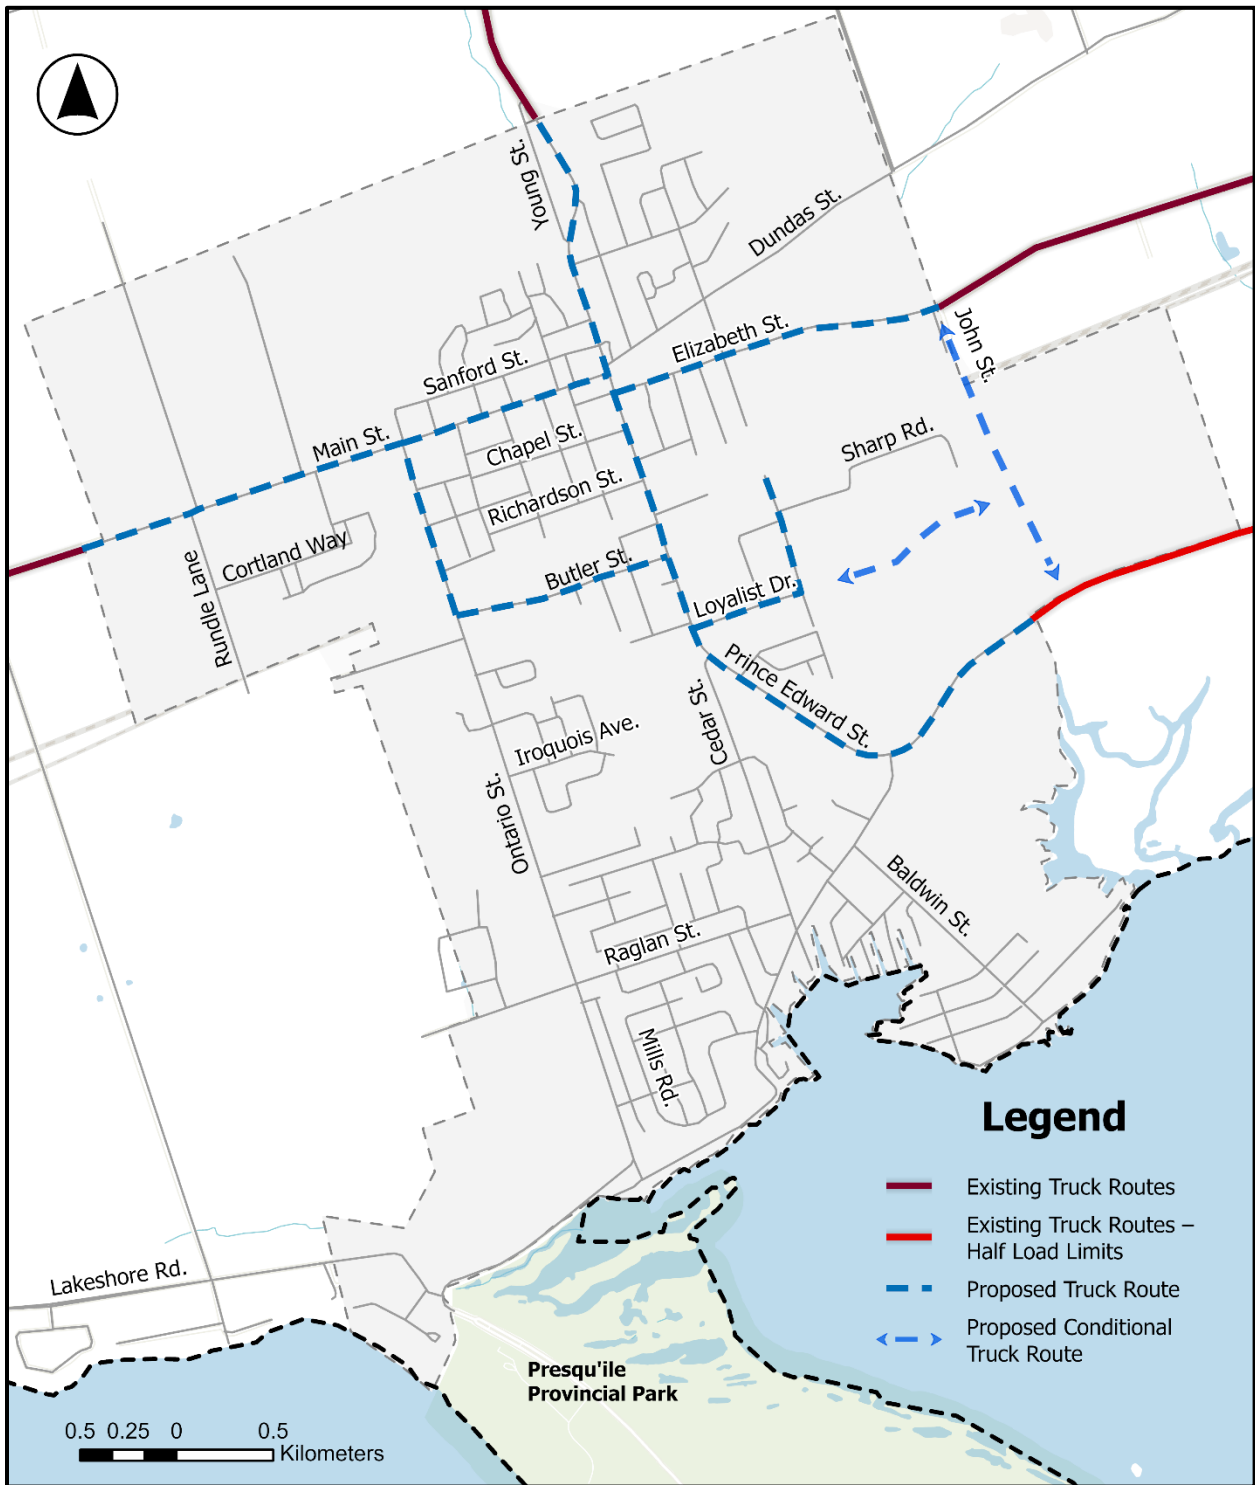 Young St.
Dundas St.
John St.
Elizabeth St.
Sanford St.
Main St.
Chapel St.
Sharp Rd.
Richardson St.
Cortland Way
Butler St.
Rundle Lane
Loyalist Dr.
Prince Edward St.
Cedar St.
Iroquois Ave.
Ontario St.
Baldwin St.
Raglan St.
Mills Rd.
Legend
Existing Truck Routes
Existing Truck Routes –
Half Load Limits
Proposed Truck Route
Proposed Conditional
Truck Route
Lakeshore Rd.
Presqu'ile
Provincial Park
0.5 0.25 0 0.5
Kilometers